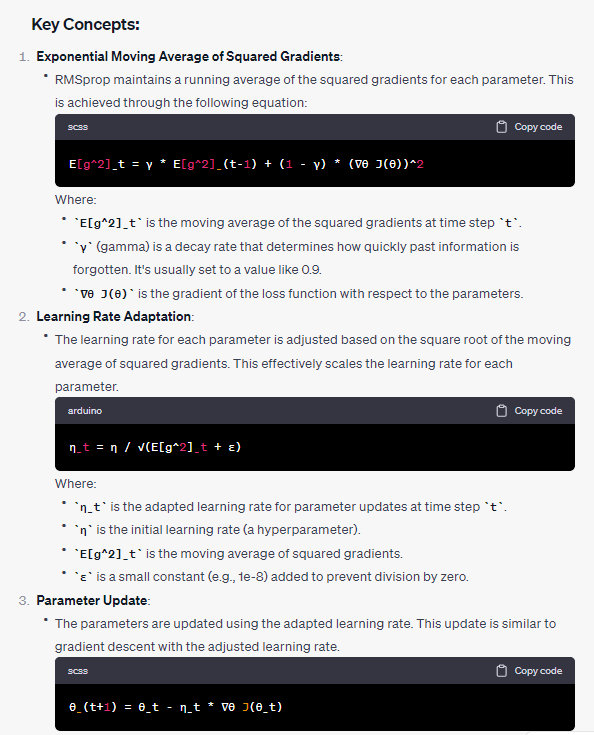 Key Concepts:
1. Exponential Moving Average of Squared Gradients:
• RMSprop maintains a running average of the squared gradients for each parameter. This
is achieved through the following equation:
scss Copy code
E[g^2]_t = γ * E[g^2]_(t-1) + (1 - γ) * (∇θ J(θ))^2
Where:
• `E[g^2]_t` is the moving average of the squared gradients at time step `t`.
• `γ` (gamma) is a decay rate that determines how quickly past information is
forgotten. It's usually set to a value like 0.9.
• `∇θ J(θ)` is the gradient of the loss function with respect to the parameters.
2. Learning Rate Adaptation:
• The learning rate for each parameter is adjusted based on the square root of the moving
average of squared gradients. This effectively scales the learning rate for each
parameter.
arduino Copy code
η_t = η / √(E[g^2]_t + ε)
Where:
• `η_t` is the adapted learning rate for parameter updates at time step `t`.
• `η` is the initial learning rate (a hyperparameter).
• `E[g^2]_t` is the moving average of squared gradients.
• `ε` is a small constant (e.g., 1e-8) added to prevent division by zero.
3. Parameter Update:
• The parameters are updated using the adapted learning rate. This update is similar to
gradient descent with the adjusted learning rate.
scss Copy code
θ_(t+1) = θ_t - η_t * ∇θ J(θ_t)